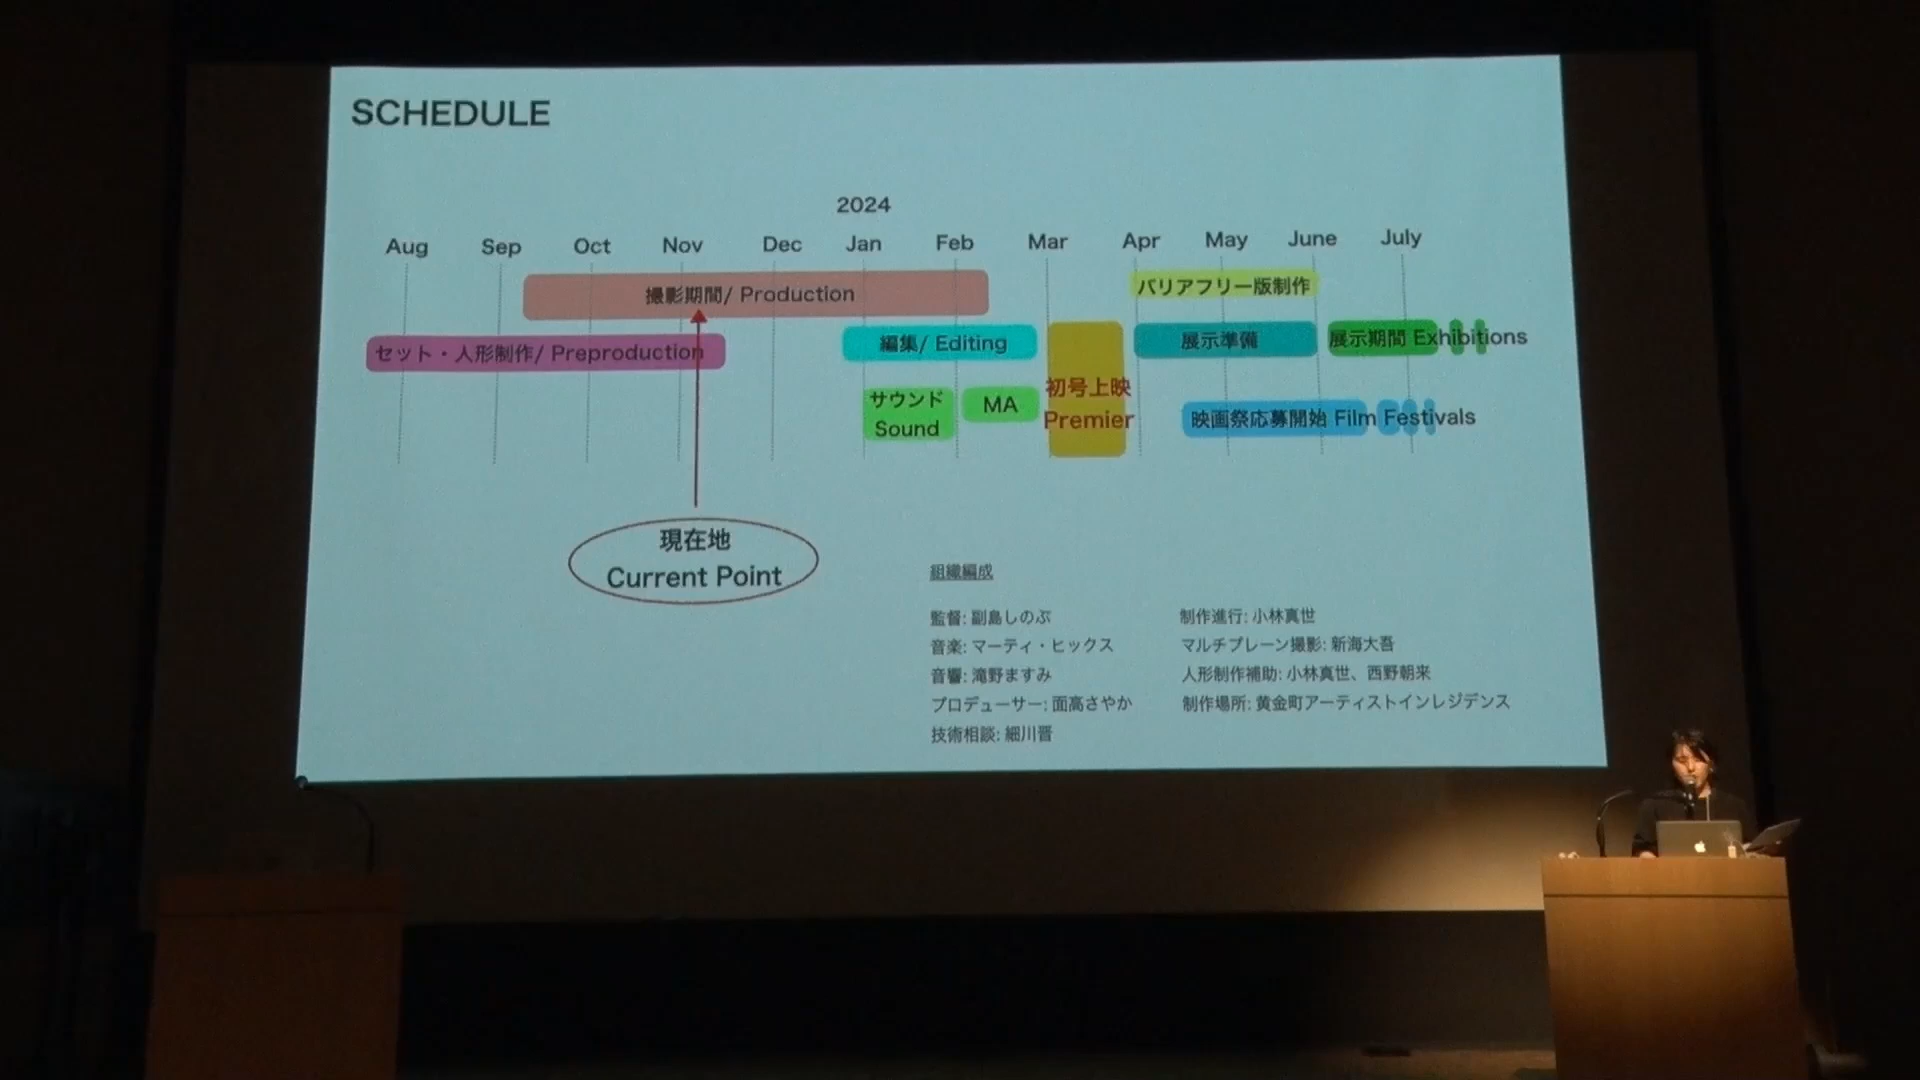 SCHEDULE
2024
Aug Sep Oct Nov Dec Jan Feb Mar Apr May June July
撮影期間/ Production
バリアフリー版制作
セット・人形制作/ Preproduction
編集/ Editing
展示準備
展示期間 Exhibitions
サウンド
Sound
MA
初号上映
Premier
映画祭応募開始 Film Festivals
現在地
Current Point
組織編成
監督: 副島しのぶ
音楽: マーティ・ヒックス
音響: 滝野ますみ
プロデューサー: 面高さやか
技術相談: 細川晋
制作進行: 小林真世
マルチプレーン撮影: 新海大吾
人形制作補助: 小林真世、西野朝来
制作場所: 黄金町アーティストインレジデンス